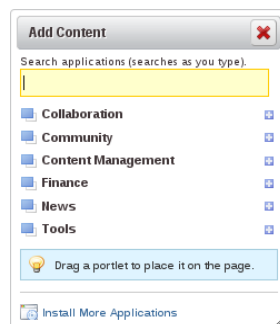 Add Content
Search applications (searches as you type).
Collaboration
Community
Content Management
Finance
News
Tools
Drag a portlet to place it on the page.
Install More Applications